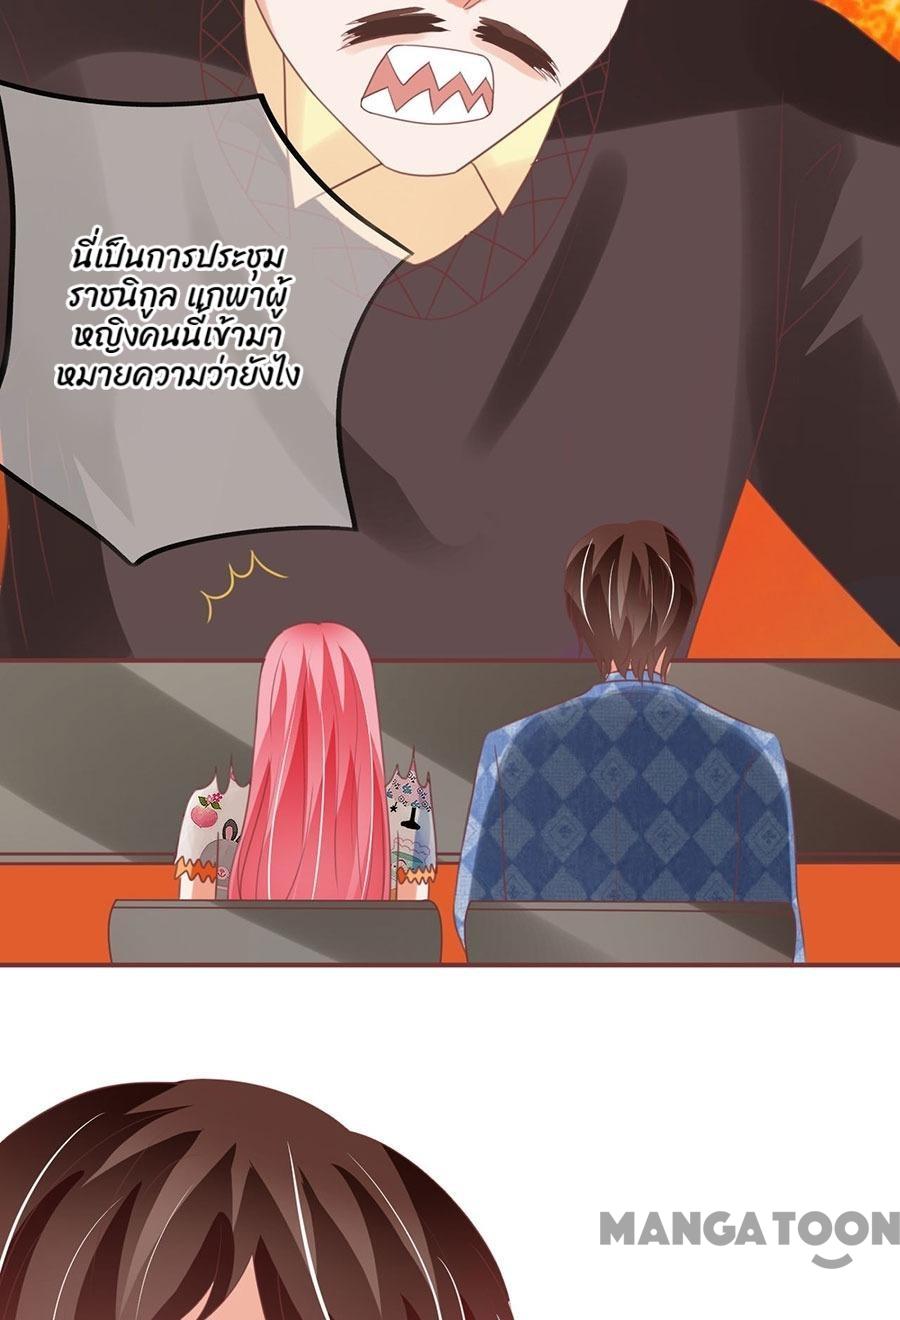 นี่เป็นการประชุม
ราชนิกูล แกพาผู้
หญิงคนนี้เข้ามา
หมายความว่ายังไง
MANGATOON